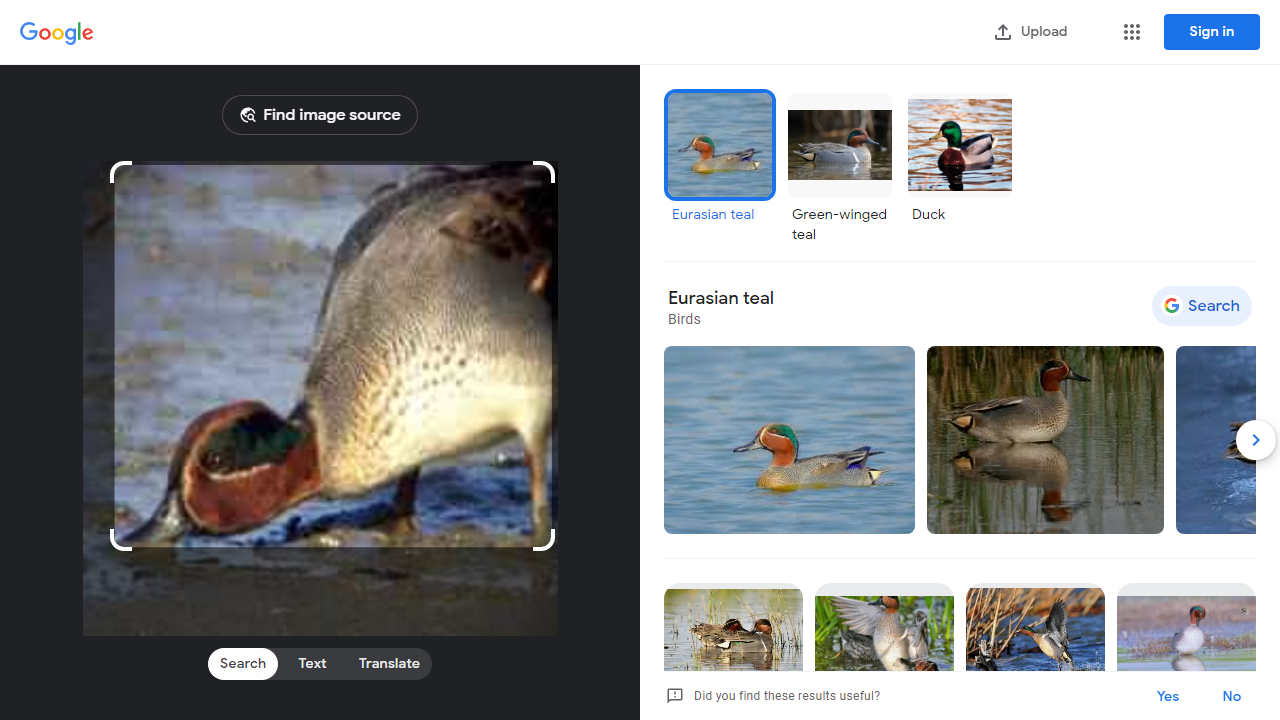 Google
Upload
Sign in
Find image source
Eurasian teal
Green-winged
teal
Duck
Eurasian teal
Birds
Search
Search
Text
Translate
Did you find these results useful?
Yes
No